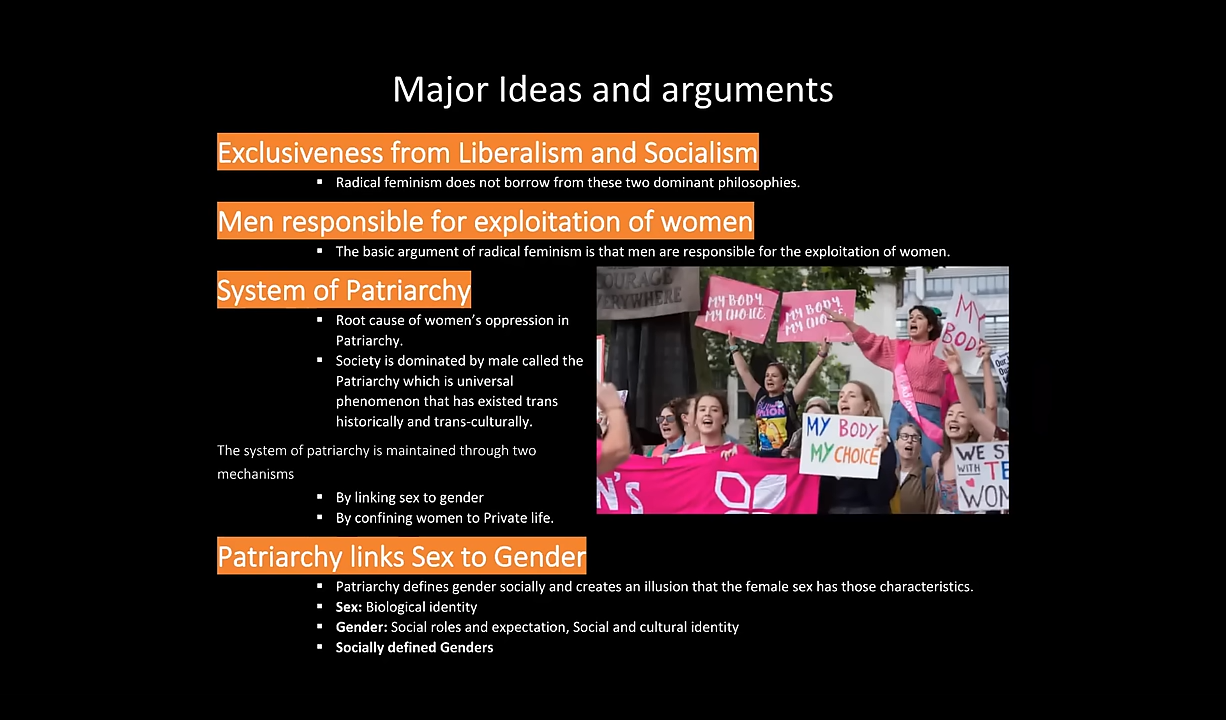 Major Ideas and arguments
Exclusiveness from Liberalism and Socialism
▪ Radical feminism does not borrow from these two dominant philosophies.
Men responsible for exploitation of women
▪ The basic argument of radical feminism is that men are responsible for the exploitation of women.
System of Patriarchy
▪ Root cause of women’s oppression in
Patriarchy.
▪ Society is dominated by male called the
Patriarchy which is universal
phenomenon that has existed trans
historically and trans-culturally.
The system of patriarchy is maintained through two
mechanisms
▪ By linking sex to gender
▪ By confining women to Private life.
OURAGE
ERYWHERE
MY BODY
MY CHOICE.
MY BODY
MY CHOICE.
MY
BOD
MY BODY
MY CHOICE
N'S
WE ST
WITH TE
WOM
Patriarchy links Sex to Gender
▪ Patriarchy defines gender socially and creates an illusion that the female sex has those characteristics.
▪ Sex: Biological identity
▪ Gender: Social roles and expectation, Social and cultural identity
▪ Socially defined Genders